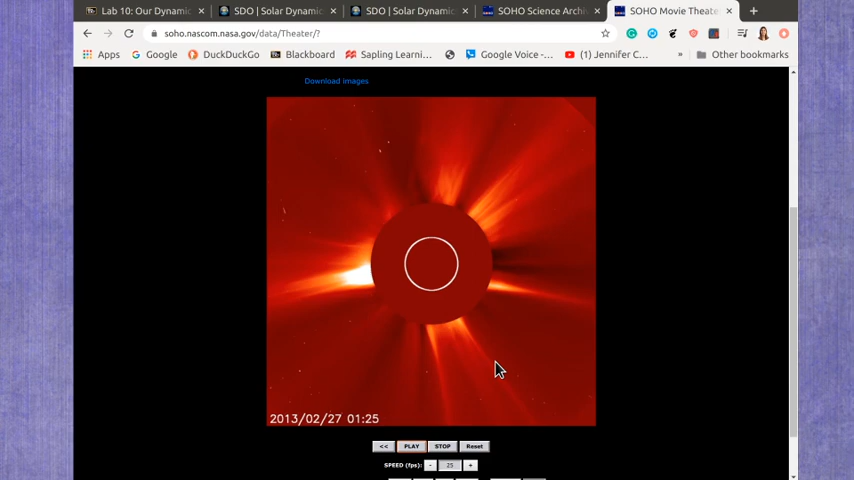 Lab 10: Our Dynamic
SDO | Solar Dynamic
SDO | Solar Dynamic
SOHO Science Archi
SOHO Movie Theate
soho.nascom.nasa.gov/data/Theater/?
Apps
Google
DuckDuckGo
Blackboard
Sapling Learni...
Google Voice -...
(1) Jennifer C...
»
Other bookmarks
Download images
2013/02/27 01:25
<< PLAY STOP Reset
SPEED (fps): - 25 +